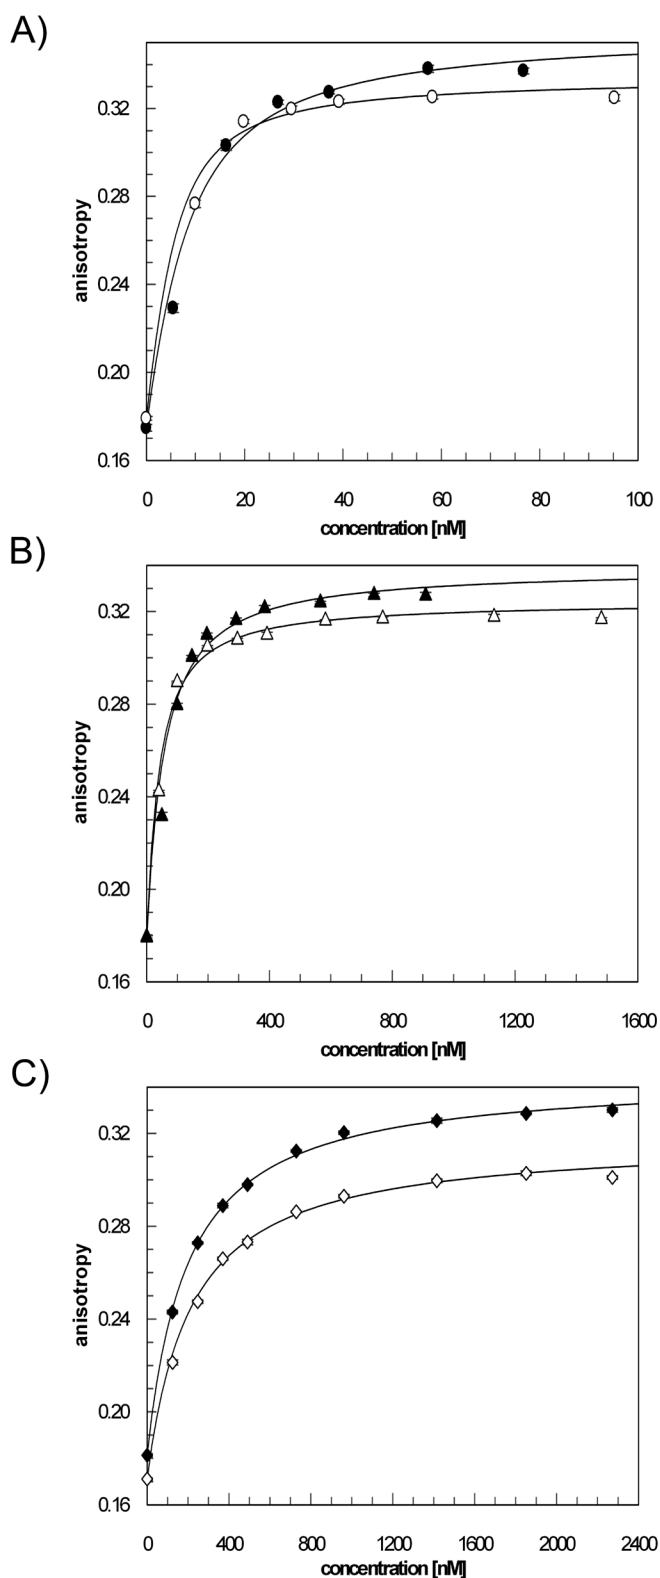 A)
0.32
0.28
0.24
0.20
0.16
anisotropy
0 20 40 60 80 100
concentration [nM]
B)
0.32
0.28
0.24
0.20
0.16
anisotropy
0 400 800 1200 1600
concentration [nM]
C)
0.32
0.28
0.24
0.20
0.16
anisotropy
0 400 800 1200 1600 2000 2400
concentration [nM]